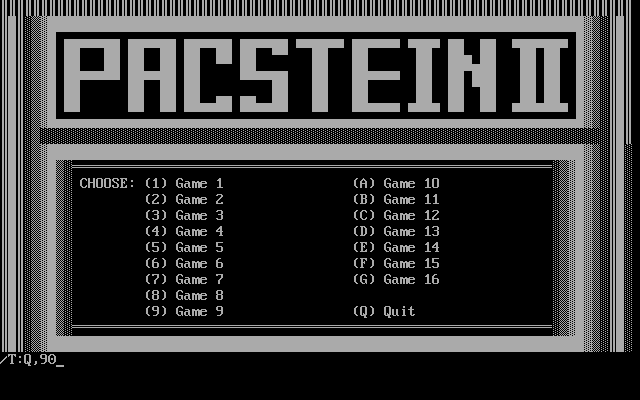 PACSTEIN II
CHOOSE: (1) Game 1 (A) Game 10
(2) Game 2 (B) Game 11
(3) Game 3 (C) Game 12
(4) Game 4 (D) Game 13
(5) Game 5 (E) Game 14
(6) Game 6 (F) Game 15
(7) Game 7 (G) Game 16
(8) Game 8
(9) Game 9 (Q) Quit
/T:Q,90_